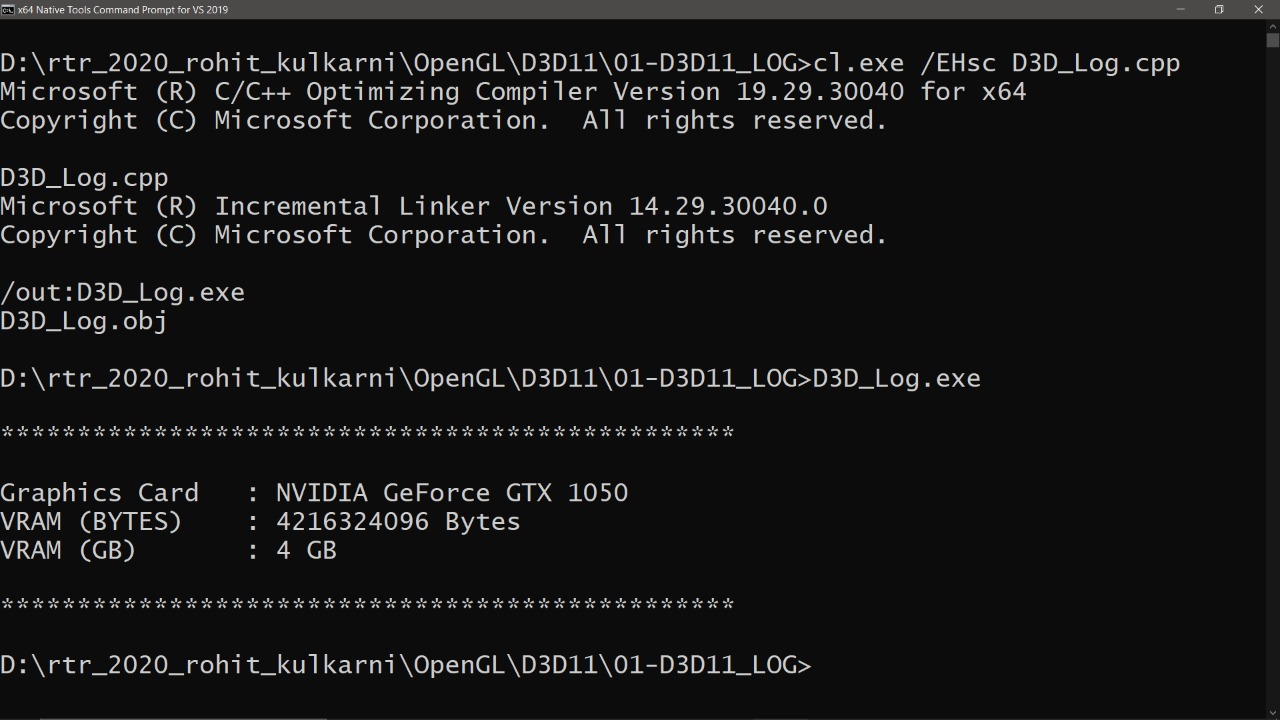 x64 Native Tools Command Prompt for VS 2019
D:\rtr_2020_rohit_kulkarni\OpenGL\D3D11\01-D3D11_LOG>cl.exe /EHsc D3D_Log.cpp
Microsoft (R) C/C++ Optimizing Compiler Version 19.29.30040 for x64
Copyright (C) Microsoft Corporation.  All rights reserved.
D3D_Log.cpp
Microsoft (R) Incremental Linker Version 14.29.30040.0
Copyright (C) Microsoft Corporation.  All rights reserved.
/out:D3D_Log.exe
D3D_Log.obj
D:\rtr_2020_rohit_kulkarni\OpenGL\D3D11\01-D3D11_LOG>D3D_Log.exe
************************************************
Graphics Card   : NVIDIA GeForce GTX 1050
VRAM (BYTES)    : 4216324096 Bytes
VRAM (GB)       : 4 GB
************************************************
D:\rtr_2020_rohit_kulkarni\OpenGL\D3D11\01-D3D11_LOG>